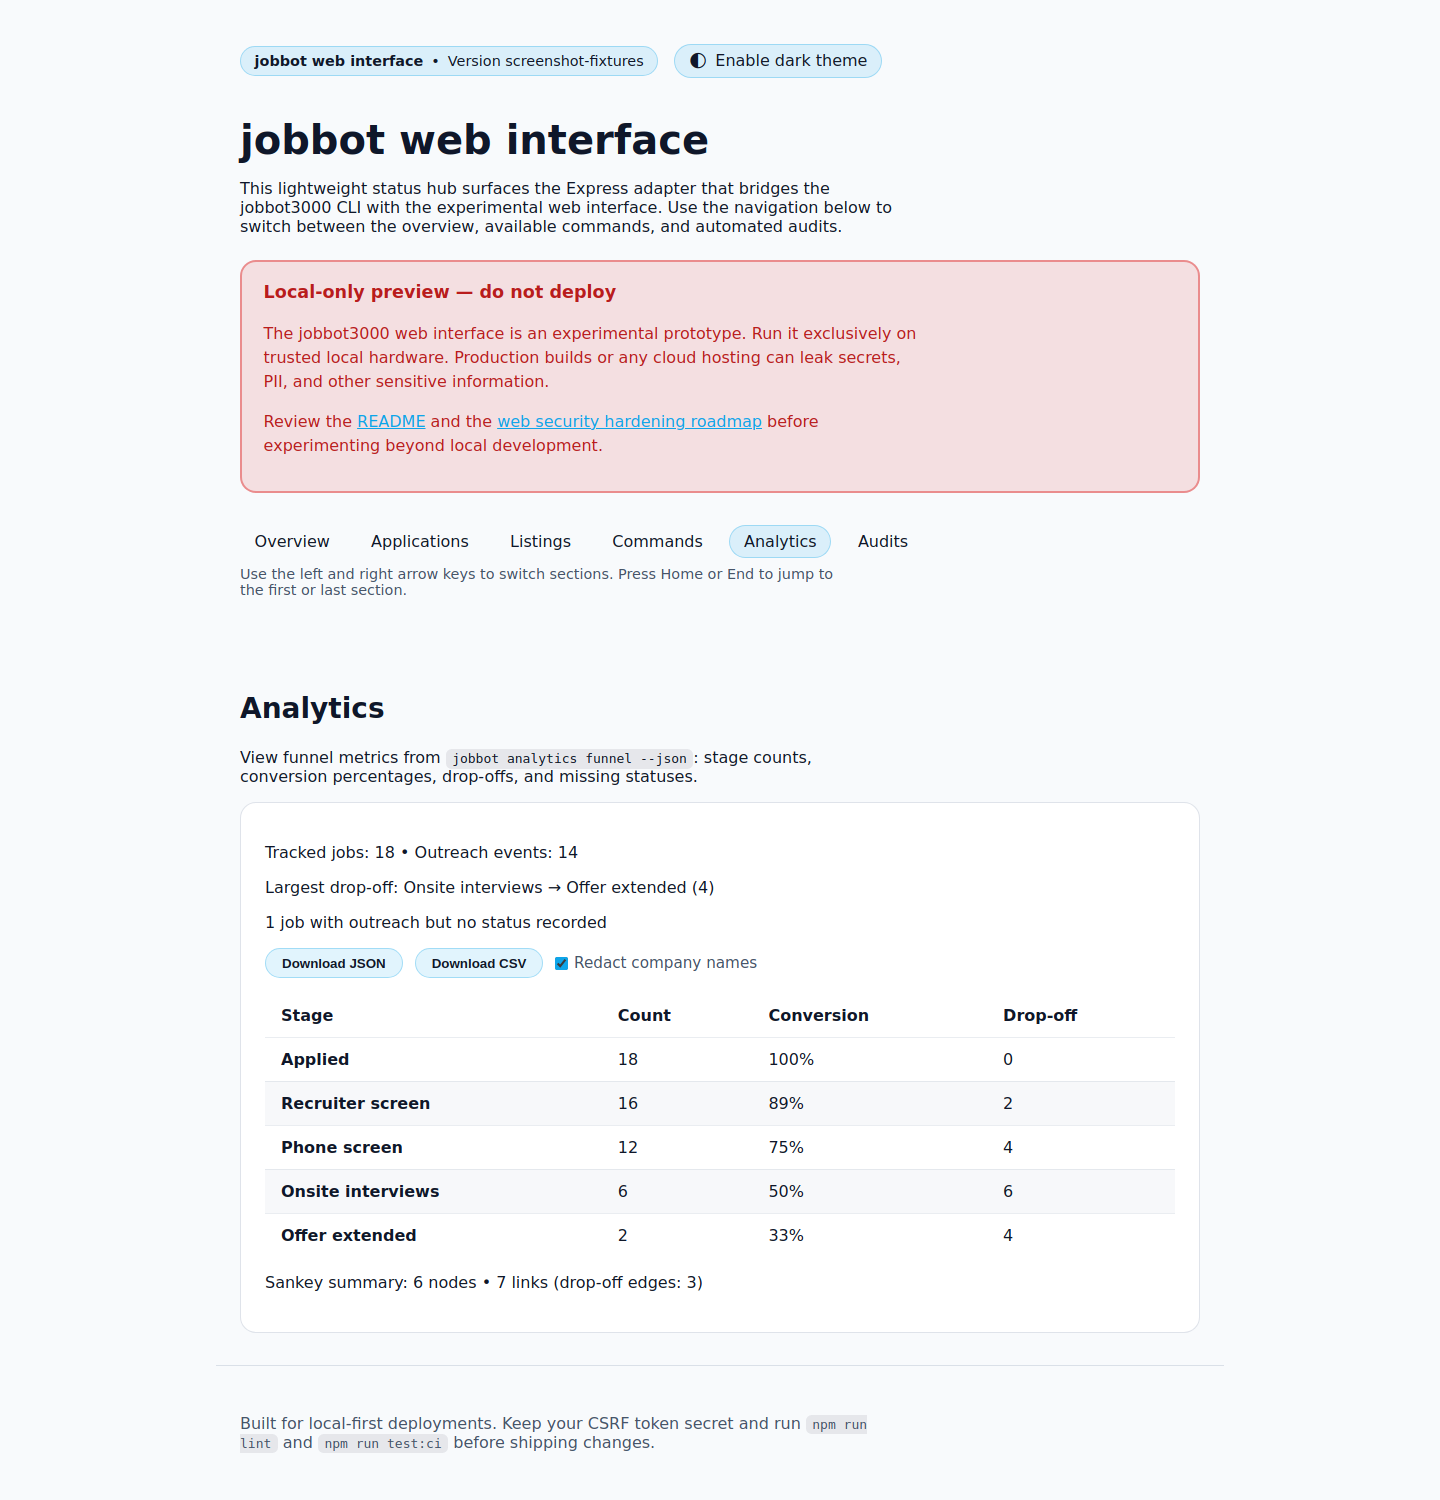 jobbot web interface • Version screenshot-fixtures
Enable dark theme
jobbot web interface
This lightweight status hub surfaces the Express adapter that bridges the
jobbot3000 CLI with the experimental web interface. Use the navigation below to
switch between the overview, available commands, and automated audits.
Local-only preview — do not deploy
The jobbot3000 web interface is an experimental prototype. Run it exclusively on
trusted local hardware. Production builds or any cloud hosting can leak secrets,
PII, and other sensitive information.
Review the README and the web security hardening roadmap before
experimenting beyond local development.
Overview Applications Listings Commands Analytics Audits
Use the left and right arrow keys to switch sections. Press Home or End to jump to
the first or last section.
Analytics
View funnel metrics from jobbot analytics funnel --json: stage counts,
conversion percentages, drop-offs, and missing statuses.
Tracked jobs: 18 • Outreach events: 14
Largest drop-off: Onsite interviews → Offer extended (4)
1 job with outreach but no status recorded
Download JSON Download CSV Redact company names
Stage Count Conversion Drop-off
Applied 18 100% 0
Recruiter screen 16 89% 2
Phone screen 12 75% 4
Onsite interviews 6 50% 6
Offer extended 2 33% 4
Sankey summary: 6 nodes • 7 links (drop-off edges: 3)
Built for local-first deployments. Keep your CSRF token secret and run npm run
lint and npm run test:ci before shipping changes.